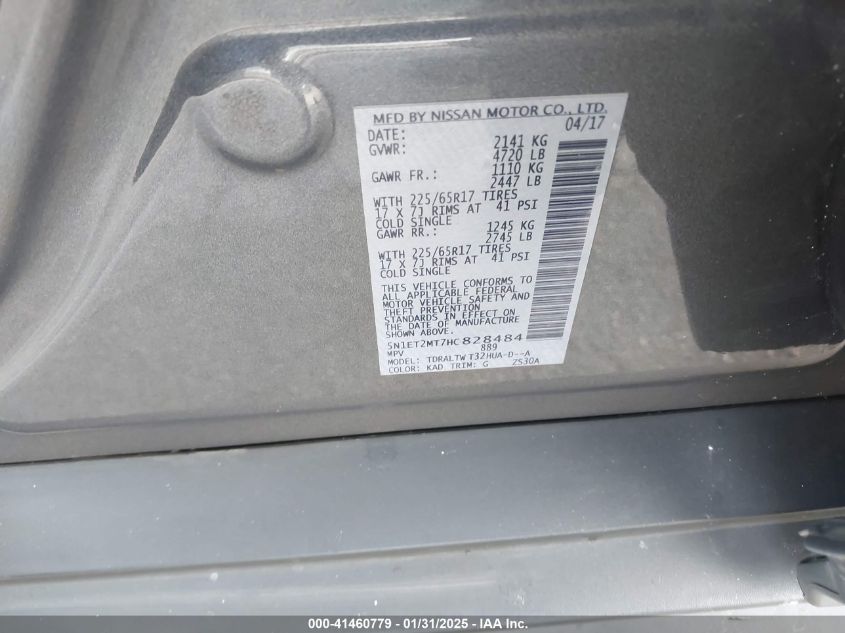 MFD BY NISSAN MOTOR CO., LTD.
DATE: 04/17
GVWR: 2141 KG
4720 LB
GAWR FR.: 1110 KG
2447 LB
WITH 225/65R17 TIRES
17 X 7J RIMS AT 41 PSI
COLD SINGLE
GAWR RR.: 1245 KG
2745 LB
WITH 225/65R17 TIRES
17 X 7J RIMS AT 41 PSI
COLD SINGLE
THIS VEHICLE CONFORMS TO
ALL APPLICABLE FEDERAL
MOTOR VEHICLE SAFETY AND
THEFT PREVENTION
STANDARDS IN EFFECT ON
THE DATE OF MANUFACTURE
SHOWN ABOVE.
5N1ET2MT7HC828484
MPV 889
MODEL: TDRALTW T32HUA-D--A
COLOR: KAD TRIM: G ZS30A
000-41460779 - 01/31/2025 - IAA Inc.